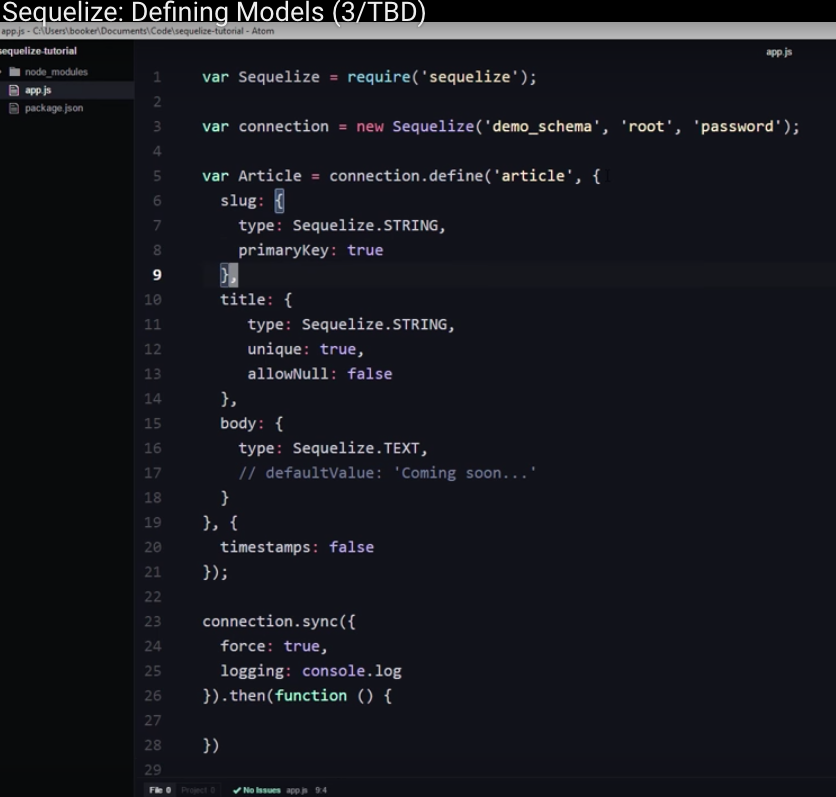 Sequelize: Defining Models (3/TBD)
app.js - C:\Users\booker\Documents\Code\sequelize-tutorial - Atom
sequelize-tutorial
node_modules
app.js
package.json
app.js
1 var Sequelize = require('sequelize');
2
3 var connection = new Sequelize('demo_schema', 'root', 'password');
4
5 var Article = connection.define('article', {
6 slug: {
7 type: Sequelize.STRING,
8 primaryKey: true
9 },
10 title: {
11 type: Sequelize.STRING,
12 unique: true,
13 allowNull: false
14 },
15 body: {
16 type: Sequelize.TEXT,
17 // defaultValue: 'Coming soon...'
18 }
19 }, {
20 timestamps: false
21 });
22
23 connection.sync({
24 force: true,
25 logging: console.log
26 }).then(function () {
27
28 })
29
File 0 Project 0 No Issues app.js 9:4